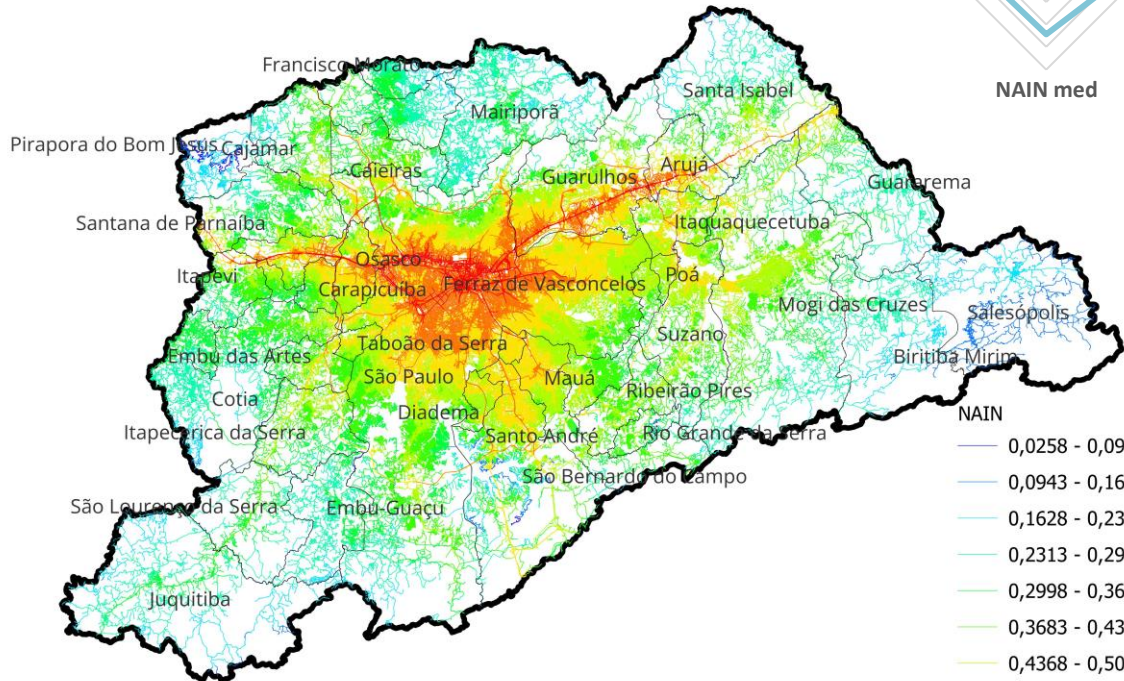 NAIN med
Francisco Morato
Santa Isabel
Mairiporã
Pirapora do Bom Jesus
Cajamar
Caieiras
Guarulhos
Arujá
Guararema
Santana de Parnaíba
Itaquaquecetuba
Osasco
Itapevi
Carapicuíba
Ferraz de Vasconcelos
Poá
Mogi das Cruzes
Salesópolis
Suzano
Taboão da Serra
Embu das Artes
Biritiba Mirim
São Paulo
Mauá
Ribeirão Pires
Cotia
Diadema
Itapecerica da Serra
Santo André
Rio Grande da Serra
São Bernardo do Campo
São Lourenço da Serra
Embu-Guaçu
Juquitiba
NAIN
0,0258 - 0,09
0,0943 - 0,16
0,1628 - 0,23
0,2313 - 0,29
0,2998 - 0,36
0,3683 - 0,43
0,4368 - 0,50